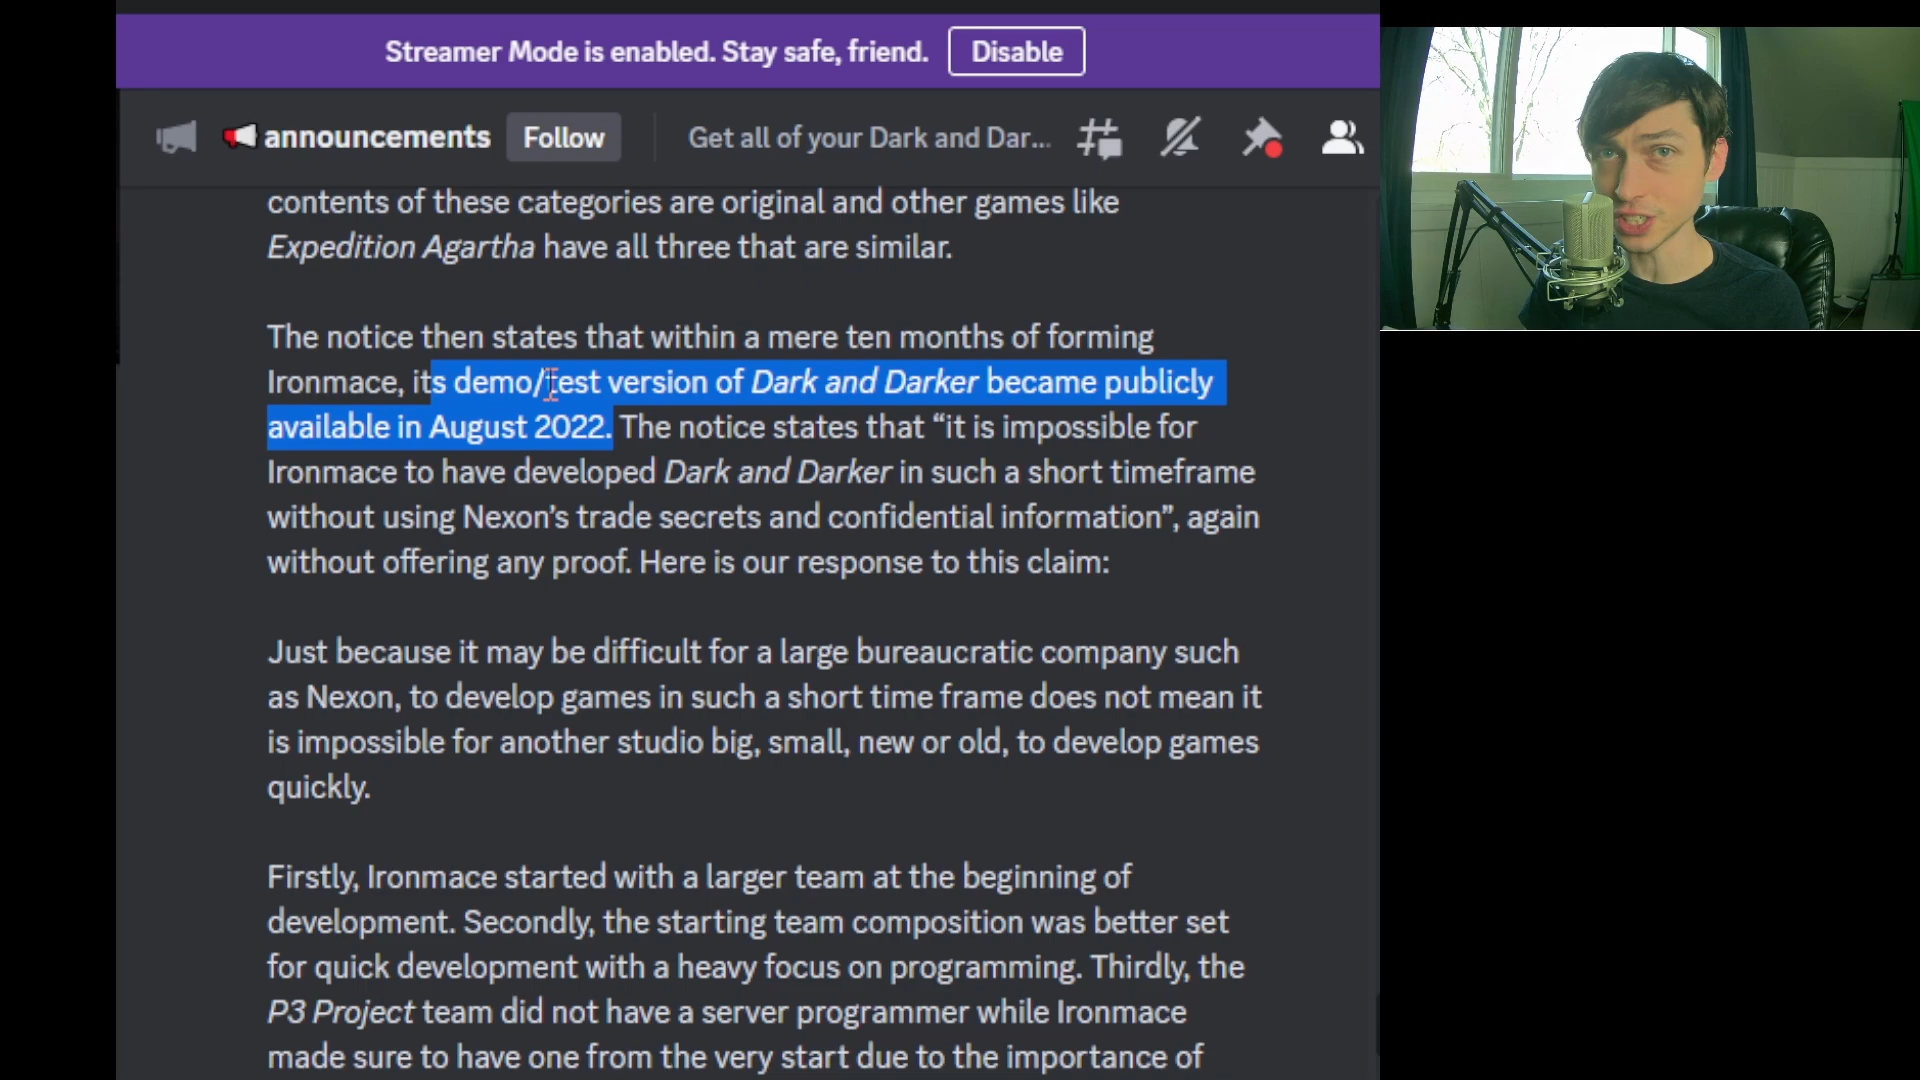 Streamer Mode is enabled. Stay safe, friend. Disable
announcements Follow Get all of your Dark and Dar...
contents of these categories are original and other games like
Expedition Agartha have all three that are similar.
The notice then states that within a mere ten months of forming
Ironmace, its demo/test version of Dark and Darker became publicly
available in August 2022. The notice states that “it is impossible for
Ironmace to have developed Dark and Darker in such a short timeframe
without using Nexon’s trade secrets and confidential information”, again
without offering any proof. Here is our response to this claim:
Just because it may be difficult for a large bureaucratic company such
as Nexon, to develop games in such a short time frame does not mean it
is impossible for another studio big, small, new or old, to develop games
quickly.
Firstly, Ironmace started with a larger team at the beginning of
development. Secondly, the starting team composition was better set
for quick development with a heavy focus on programming. Thirdly, the
P3 Project team did not have a server programmer while Ironmace
made sure to have one from the very start due to the importance of